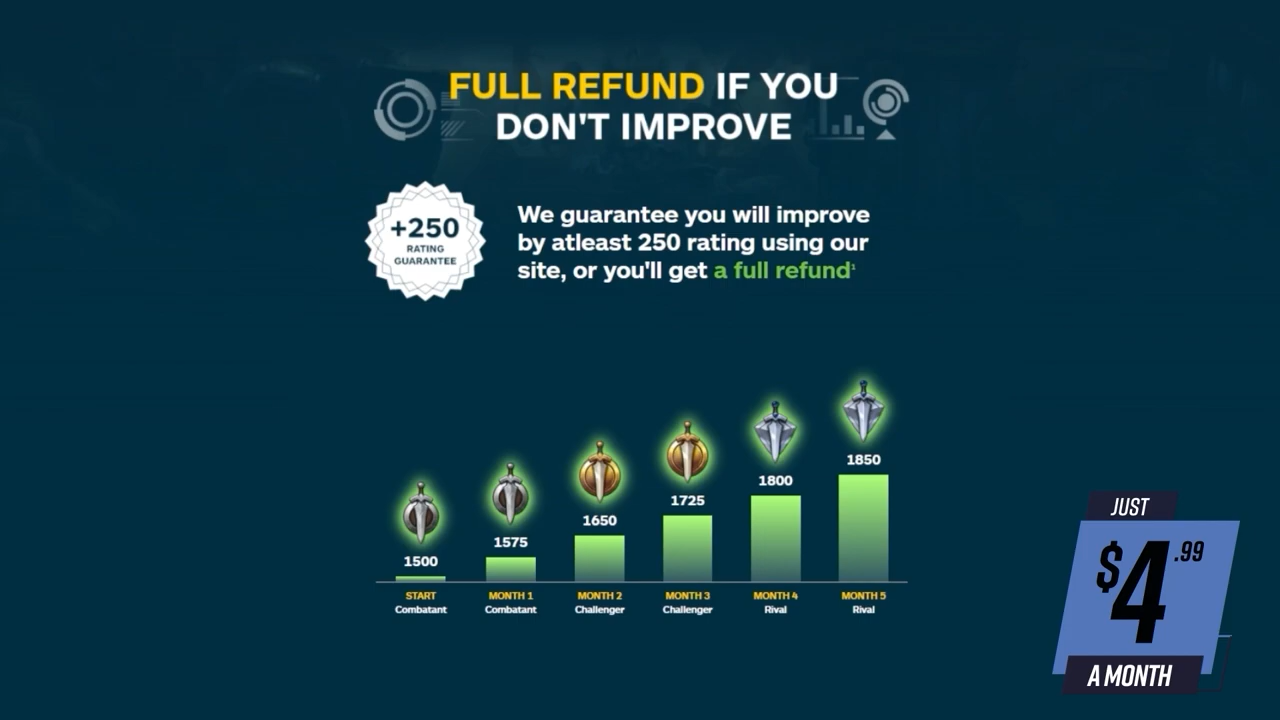 FULL REFUND IF YOU
DON'T IMPROVE
+250
RATING
GUARANTEE
We guarantee you will improve
by atleast 250 rating using our
site, or you'll get a full refund¹
1500
1575
1650
1725
1800
1850
START
MONTH 1
MONTH 2
MONTH 3
MONTH 4
MONTH 5
Combatant
Combatant
Challenger
Challenger
Rival
Rival
JUST
$4.99
A MONTH